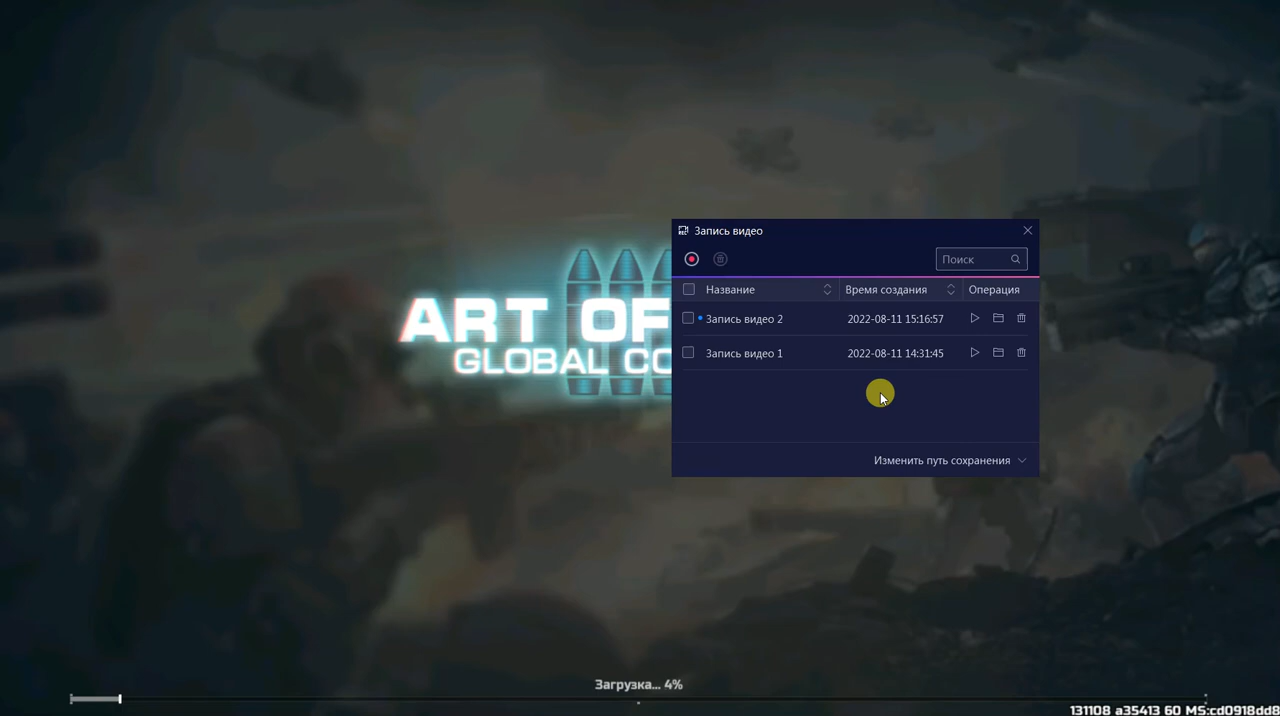 Запись видео
Поиск
Название
Время создания
Операция
Запись видео 2
2022-08-11 15:16:57
Запись видео 1
2022-08-11 14:31:45
Изменить путь сохранения
ART OF
GLOBAL CO
Загрузка... 4%
131108 a35413 60 MS:cd0918dd8